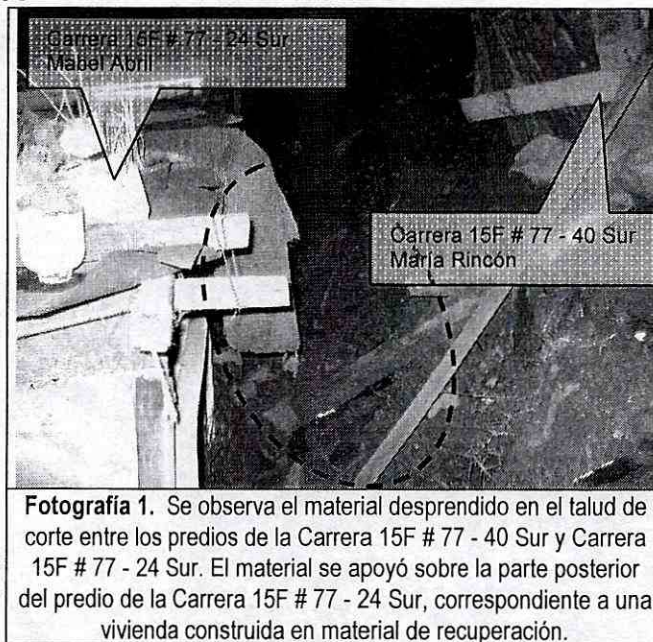 Carrera 15F # 77 - 24 Sur
Mabel Abril
Carrera 15F # 77 - 40 Sur
María Rincón
Fotografía 1. Se observa el material desprendido en el talud de
corte entre los predios de la Carrera 15F # 77 - 40 Sur y Carrera
15F # 77 - 24 Sur. El material se apoyó sobre la parte posterior
del predio de la Carrera 15F # 77 - 24 Sur, correspondiente a una
vivienda construida en material de recuperación.